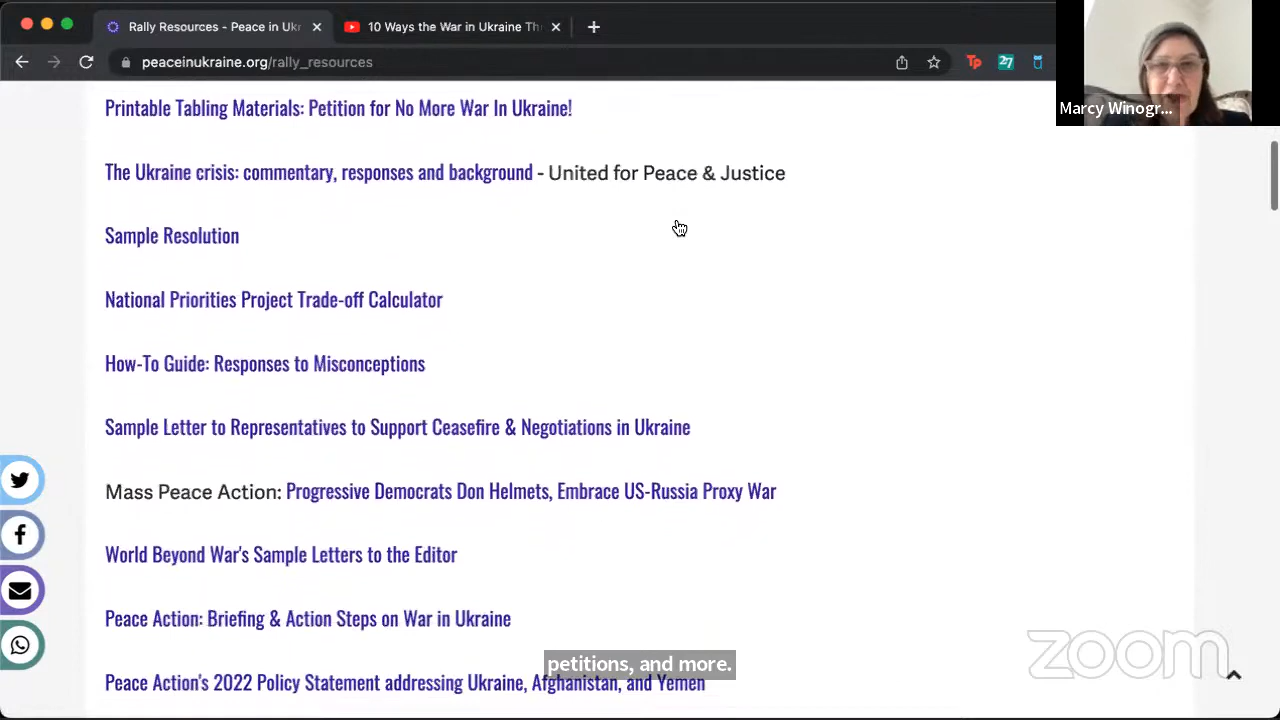 Rally Resources - Peace in Ukr
10 Ways the War in Ukraine Th
peaceinukraine.org/rally_resources
Tp
27
Marcy Winogr...
Printable Tabling Materials: Petition for No More War In Ukraine!
The Ukraine crisis: commentary, responses and background - United for Peace & Justice
Sample Resolution
National Priorities Project Trade-off Calculator
How-To Guide: Responses to Misconceptions
Sample Letter to Representatives to Support Ceasefire & Negotiations in Ukraine
Mass Peace Action: Progressive Democrats Don Helmets, Embrace US-Russia Proxy War
World Beyond War's Sample Letters to the Editor
Peace Action: Briefing & Action Steps on War in Ukraine
petitions, and more.
Peace Action's 2022 Policy Statement addressing Ukraine, Afghanistan, and Yemen
zoom